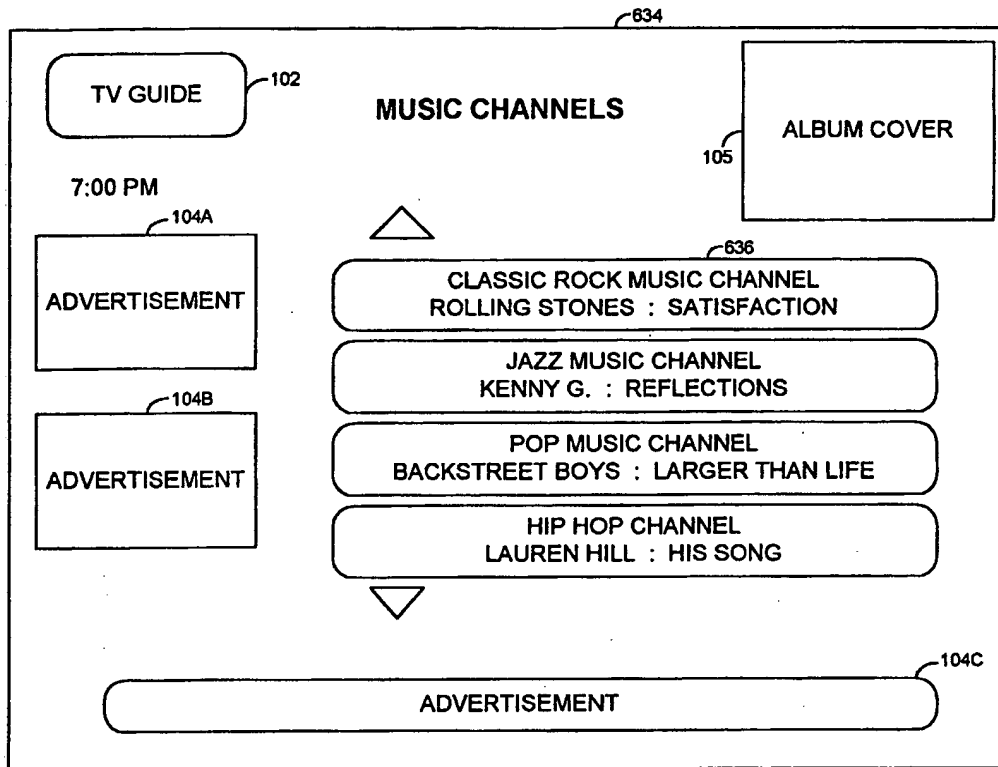 634
TV GUIDE
102
MUSIC CHANNELS
105
ALBUM COVER
7:00 PM
104A
ADVERTISEMENT
636
CLASSIC ROCK MUSIC CHANNEL
ROLLING STONES : SATISFACTION
JAZZ MUSIC CHANNEL
KENNY G. : REFLECTIONS
104B
ADVERTISEMENT
POP MUSIC CHANNEL
BACKSTREET BOYS : LARGER THAN LIFE
HIP HOP CHANNEL
LAUREN HILL : HIS SONG
104C
ADVERTISEMENT